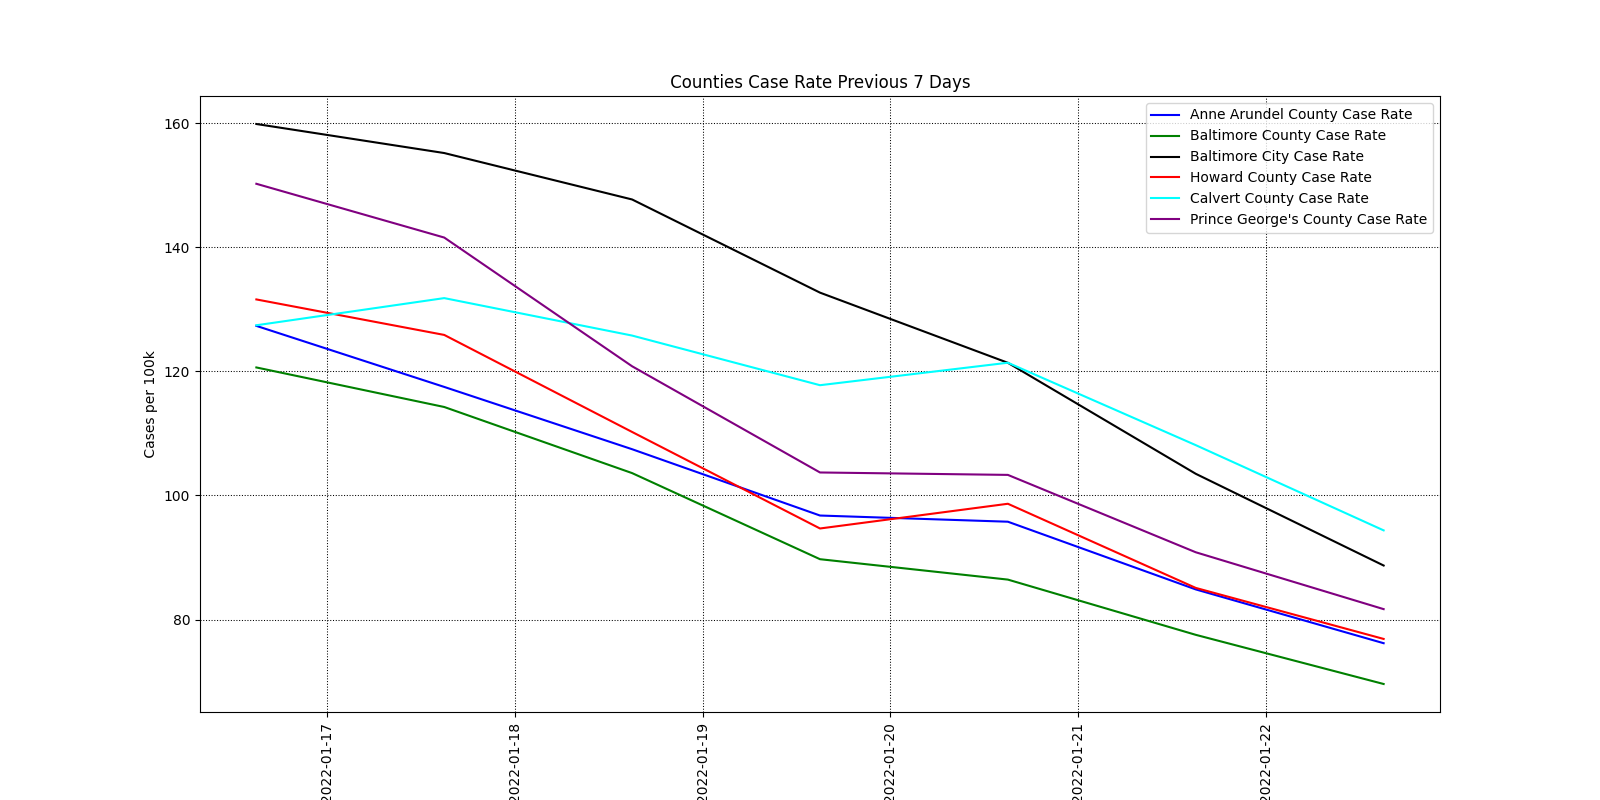 Counties Case Rate Previous 7 Days
Anne Arundel County Case Rate
Baltimore County Case Rate
Baltimore City Case Rate
Howard County Case Rate
Calvert County Case Rate
Prince George's County Case Rate
Cases per 100k
160
140
120
100
80
2022-01-17
2022-01-18
2022-01-19
2022-01-20
2022-01-21
2022-01-22